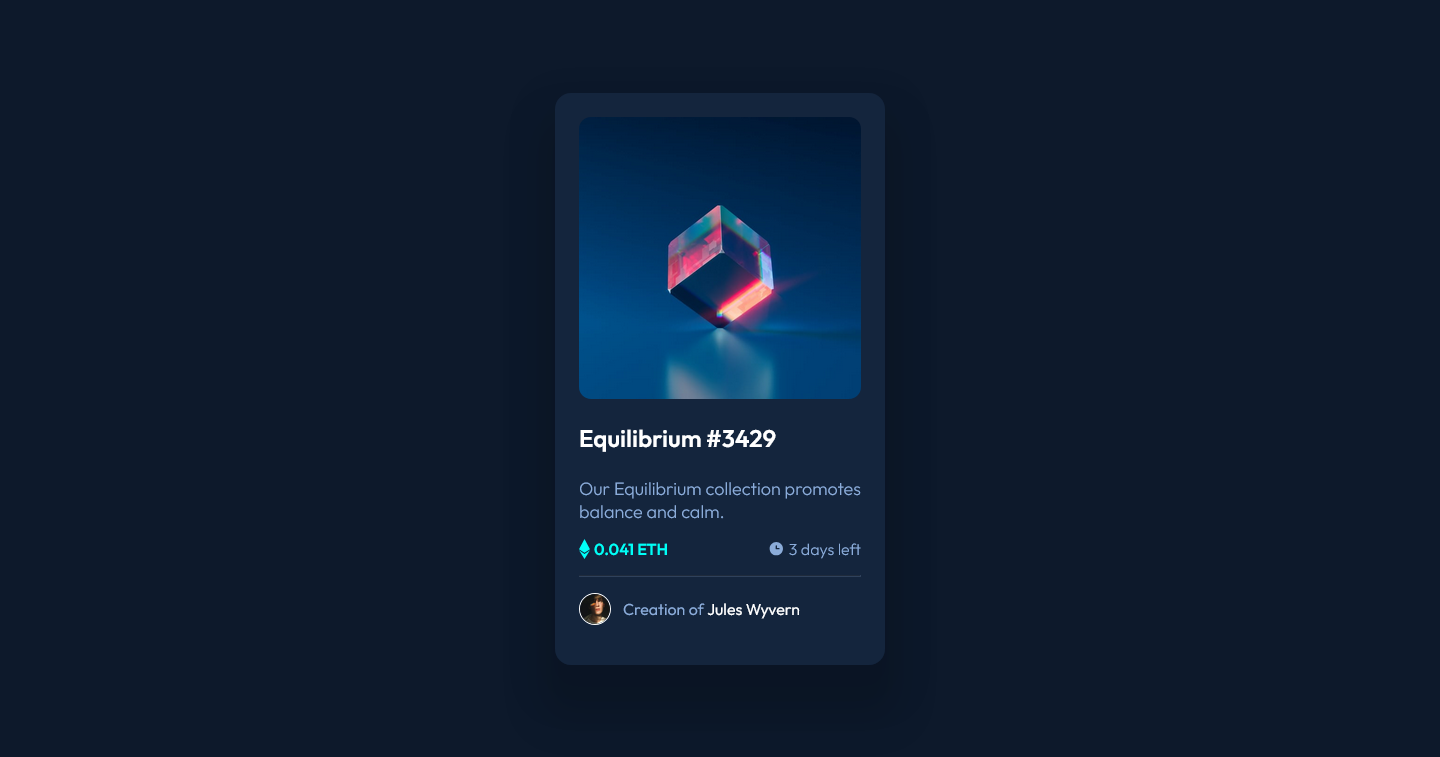 Equilibrium #3429
Our Equilibrium collection promotes
balance and calm.
0.041 ETH
3 days left
Creation of Jules Wyvern